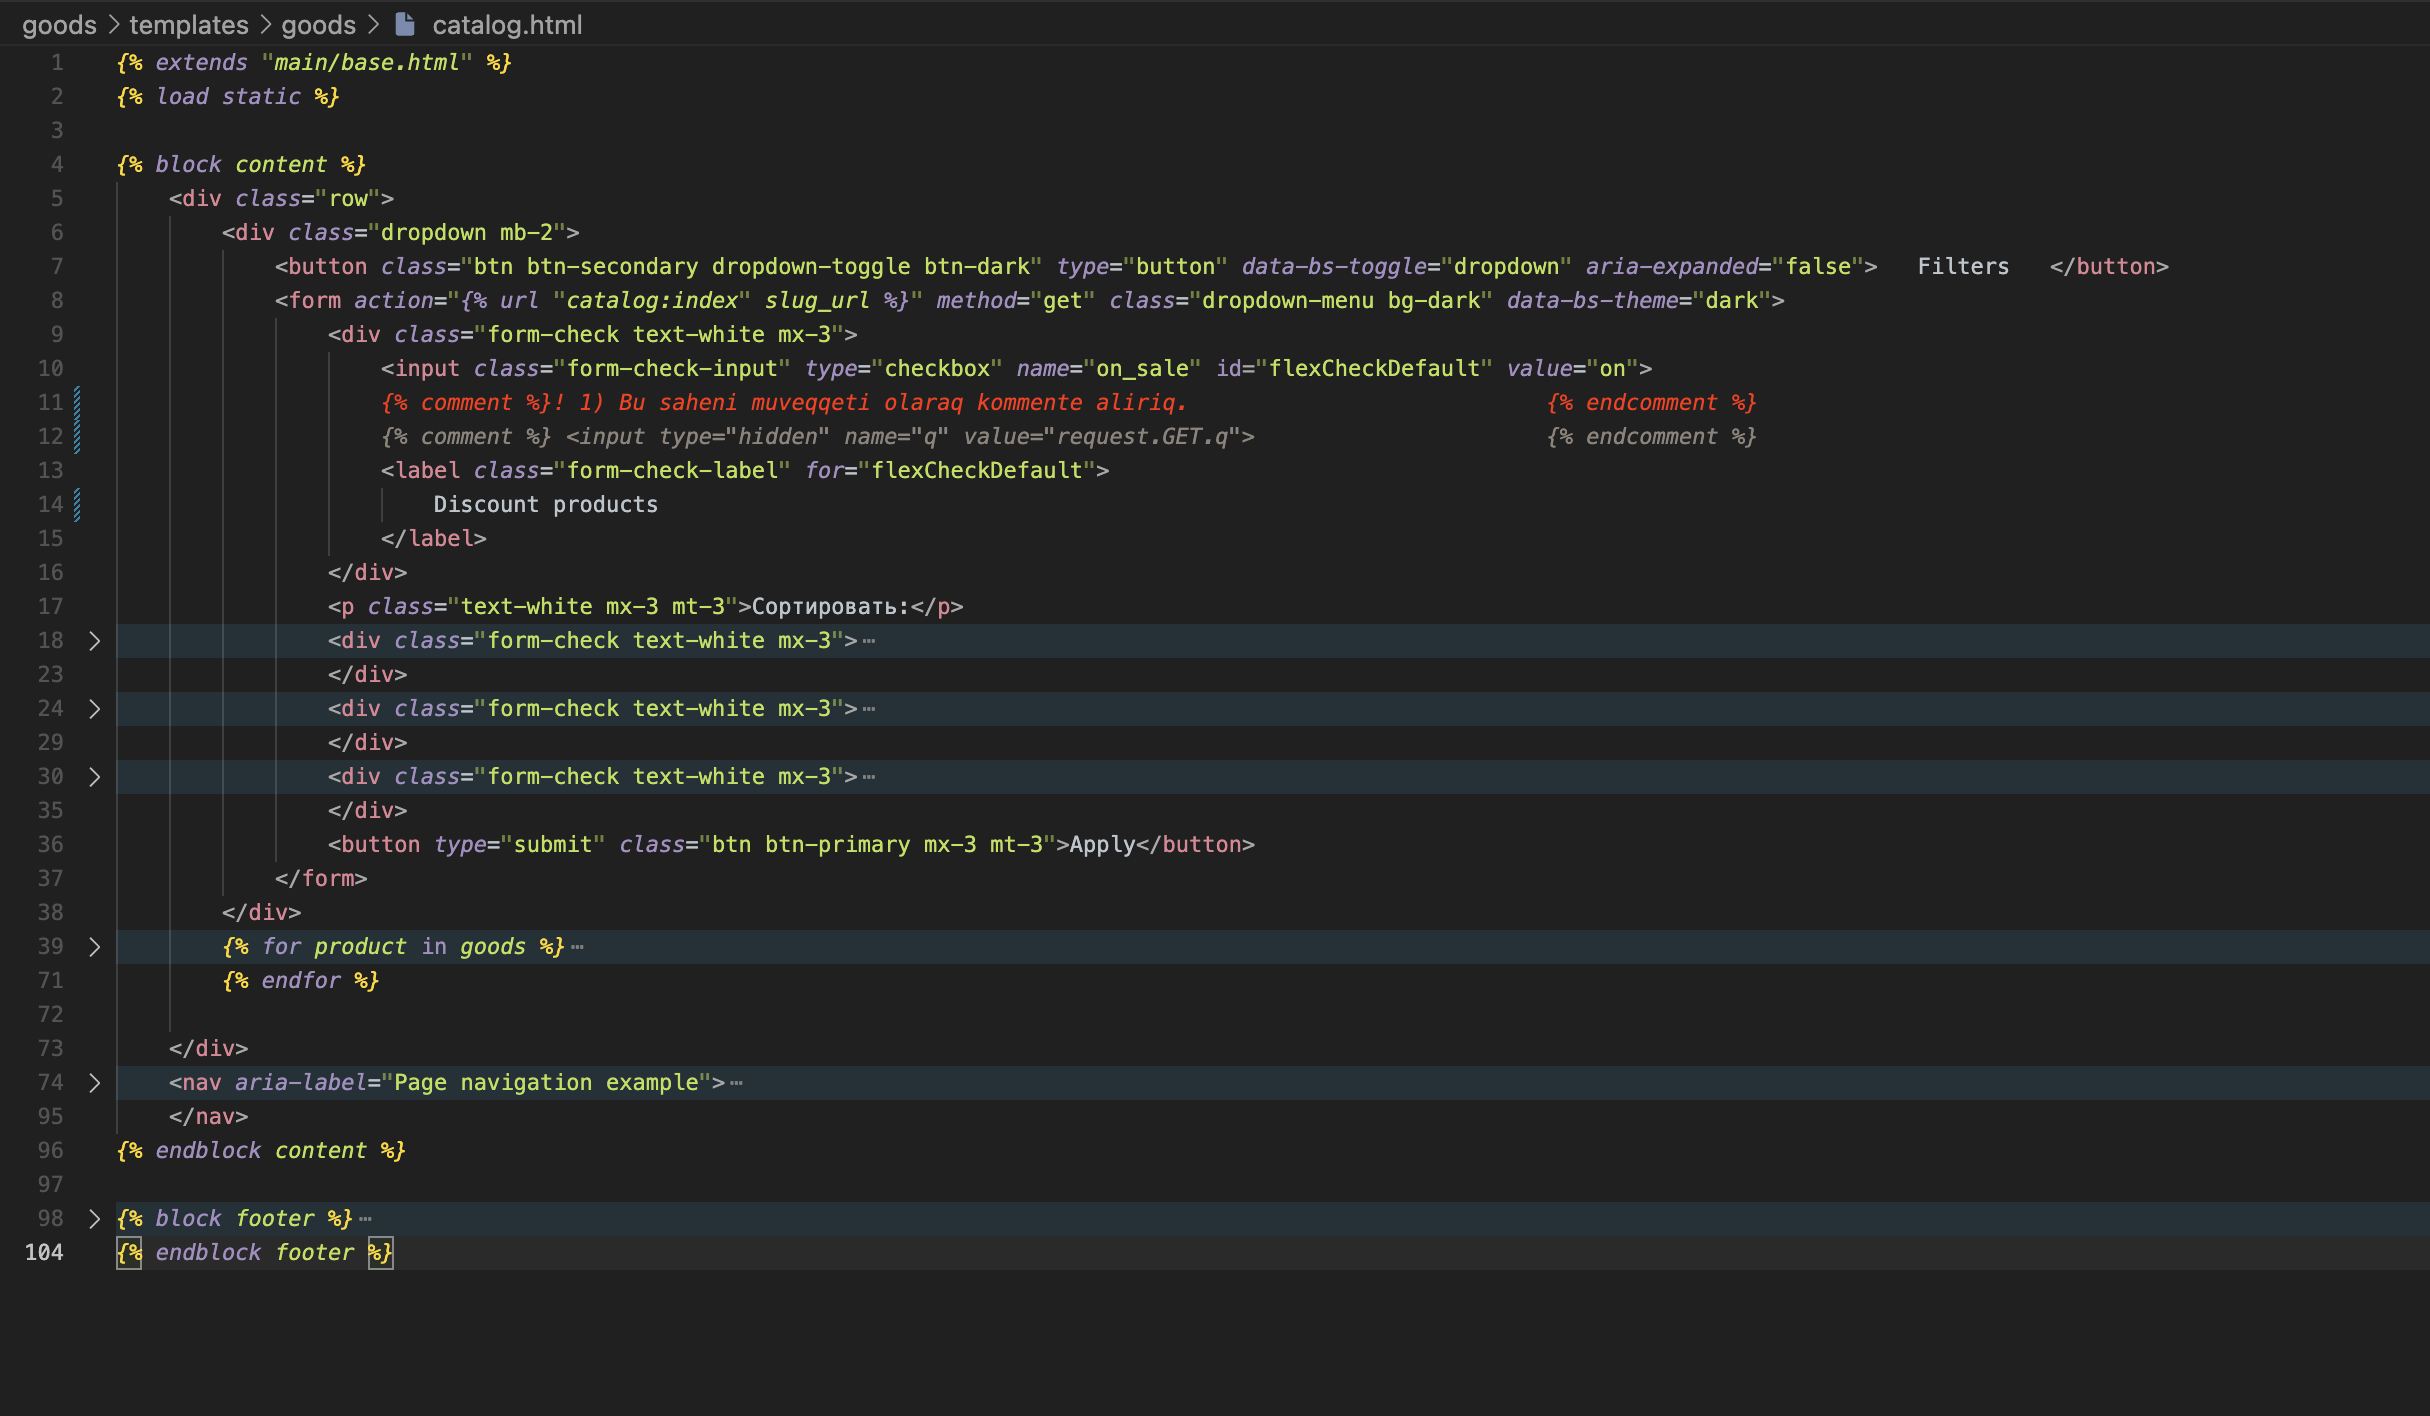 goods > templates > goods > catalog.html
1 {% extends "main/base.html" %}
2 {% load static %}
3
4 {% block content %}
5 <div class="row">
6 <div class="dropdown mb-2">
7 <button class="btn btn-secondary dropdown-toggle btn-dark" type="button" data-bs-toggle="dropdown" aria-expanded="false"> Filters </button>
8 <form action="{% url "catalog:index" slug_url %}" method="get" class="dropdown-menu bg-dark" data-bs-theme="dark">
9 <div class="form-check text-white mx-3">
10 <input class="form-check-input" type="checkbox" name="on_sale" id="flexCheckDefault" value="on">
11 {% comment %}! 1) Bu saheni muveqqeti olaraq kommente aliriq. {% endcomment %}
12 {% comment %} <input type="hidden" name="q" value="request.GET.q"> {% endcomment %}
13 <label class="form-check-label" for="flexCheckDefault">
14 Discount products
15 </label>
16 </div>
17 <p class="text-white mx-3 mt-3">Сортировать:</p>
18 <div class="form-check text-white mx-3">…
23 </div>
24 <div class="form-check text-white mx-3">…
29 </div>
30 <div class="form-check text-white mx-3">…
35 </div>
36 <button type="submit" class="btn btn-primary mx-3 mt-3">Apply</button>
37 </form>
38 </div>
39 {% for product in goods %}…
71 {% endfor %}
72
73 </div>
74 <nav aria-label="Page navigation example">…
95 </nav>
96 {% endblock content %}
97
98 {% block footer %}…
104 {% endblock footer %}